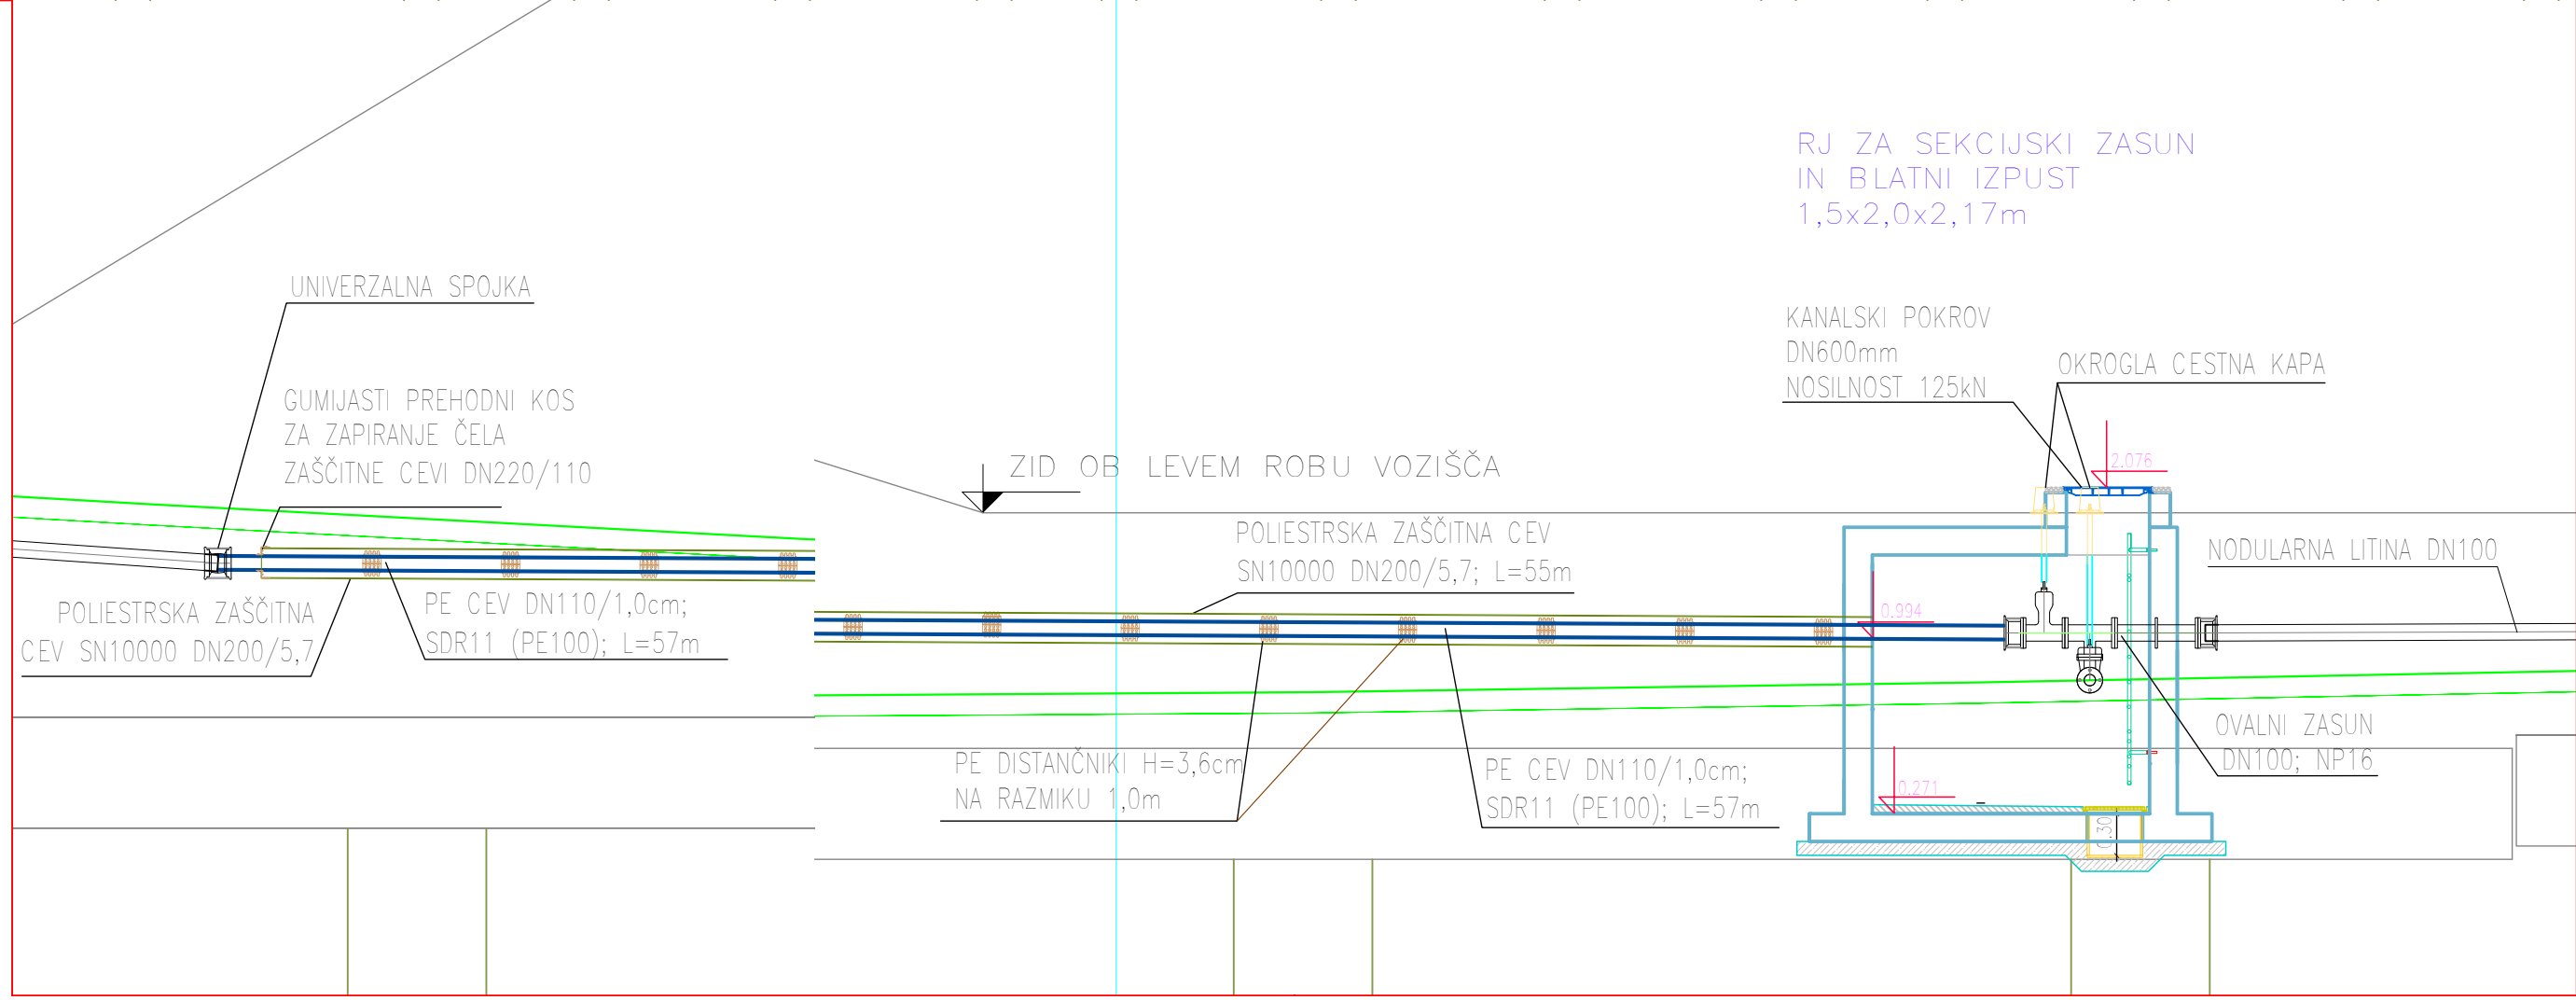 RJ ZA SEKCIJSKI ZASUN
IN BLATNI IZPUST
1,5x2,0x2,17m
UNIVERZALNA SPOJKA
GUMIJASTI PREHODNI KOS
ZA ZAPIRANJE ČELA
ZAŠČITNE CEVI DN220/110
KANALSKI POKROV
DN600mm
NOSILNOST 125kN
OKROGLA CESTNA KAPA
ZID OB LEVEM ROBU VOZIŠČA
2.076
POLIESTRSKA ZAŠČITNA CEV
SN10000 DN200/5,7; L=55m
NODULARNA LITINA DN100
POLIESTRSKA ZAŠČITNA
CEV SN10000 DN200/5,7
PE CEV DN110/1,0cm;
SDR11 (PE100); L=57m
0.994
PE DISTANČNIKI H=3,6cm
NA RAZMIKU 1,0m
PE CEV DN110/1,0cm;
SDR11 (PE100); L=57m
OVALNI ZASUN
DN100; NP16
0.271
0.30